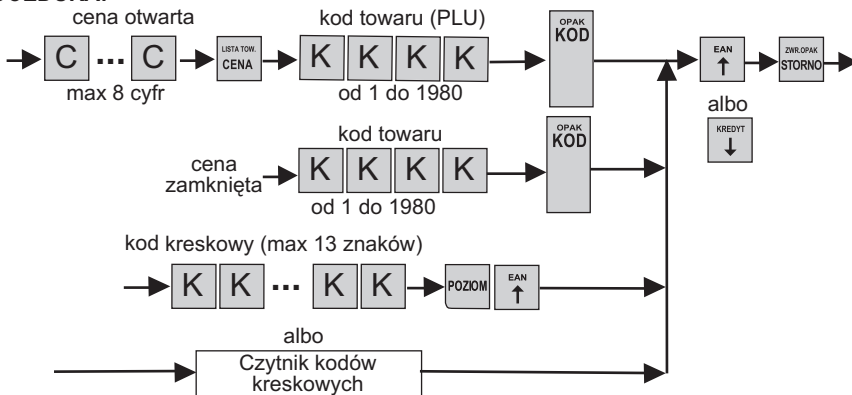 cena otwarta
kod towaru (PLU)
C ... C
LISTA TOW.
CENA
K K K K
OPAK
KOD
EAN
↑
ZWR.OPAK
STORNO
max 8 cyfr
od 1 do 1980
albo
KREDYT
↓
kod towaru
cena
zamknięta
K K K K
OPAK
KOD
od 1 do 1980
kod kreskowy (max 13 znaków)
K K ... K K
POZIOM
EAN
↑
albo
Czytnik kodów
kreskowych